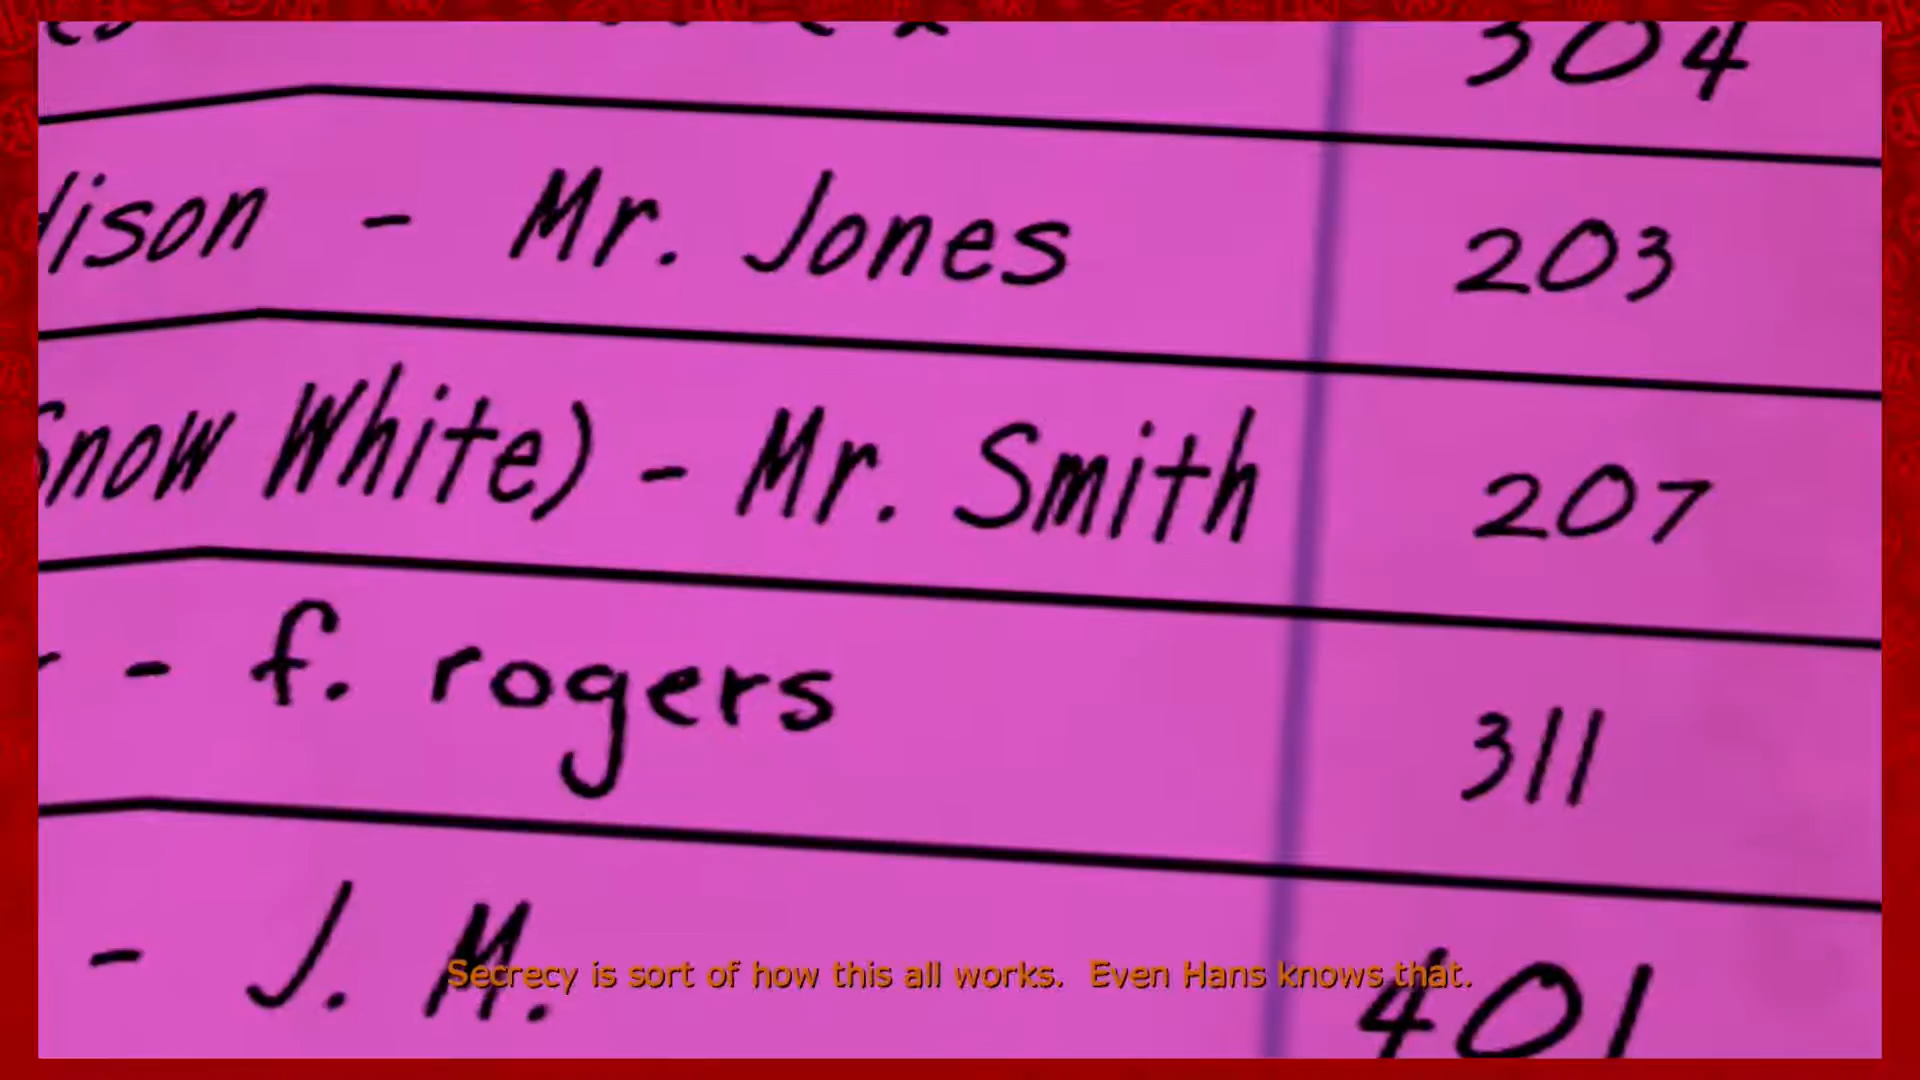 304
- Mr. Jones 203
Snow White) - Mr. Smith 207
- f. rogers 311
- J. M. 401
Secrecy is sort of how this all works. Even Hans knows that.